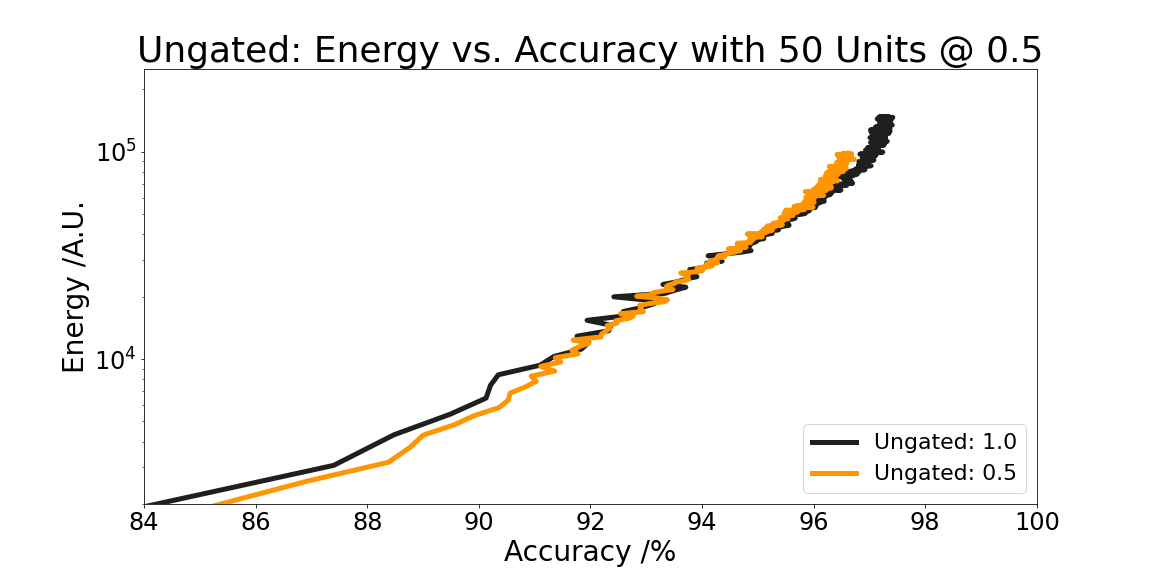 Ungated: Energy vs. Accuracy with 50 Units @ 0.5
10^5
10^4
Energy /A.U.
84 86 88 90 92 94 96 98 100
Accuracy /%
Ungated: 1.0
Ungated: 0.5